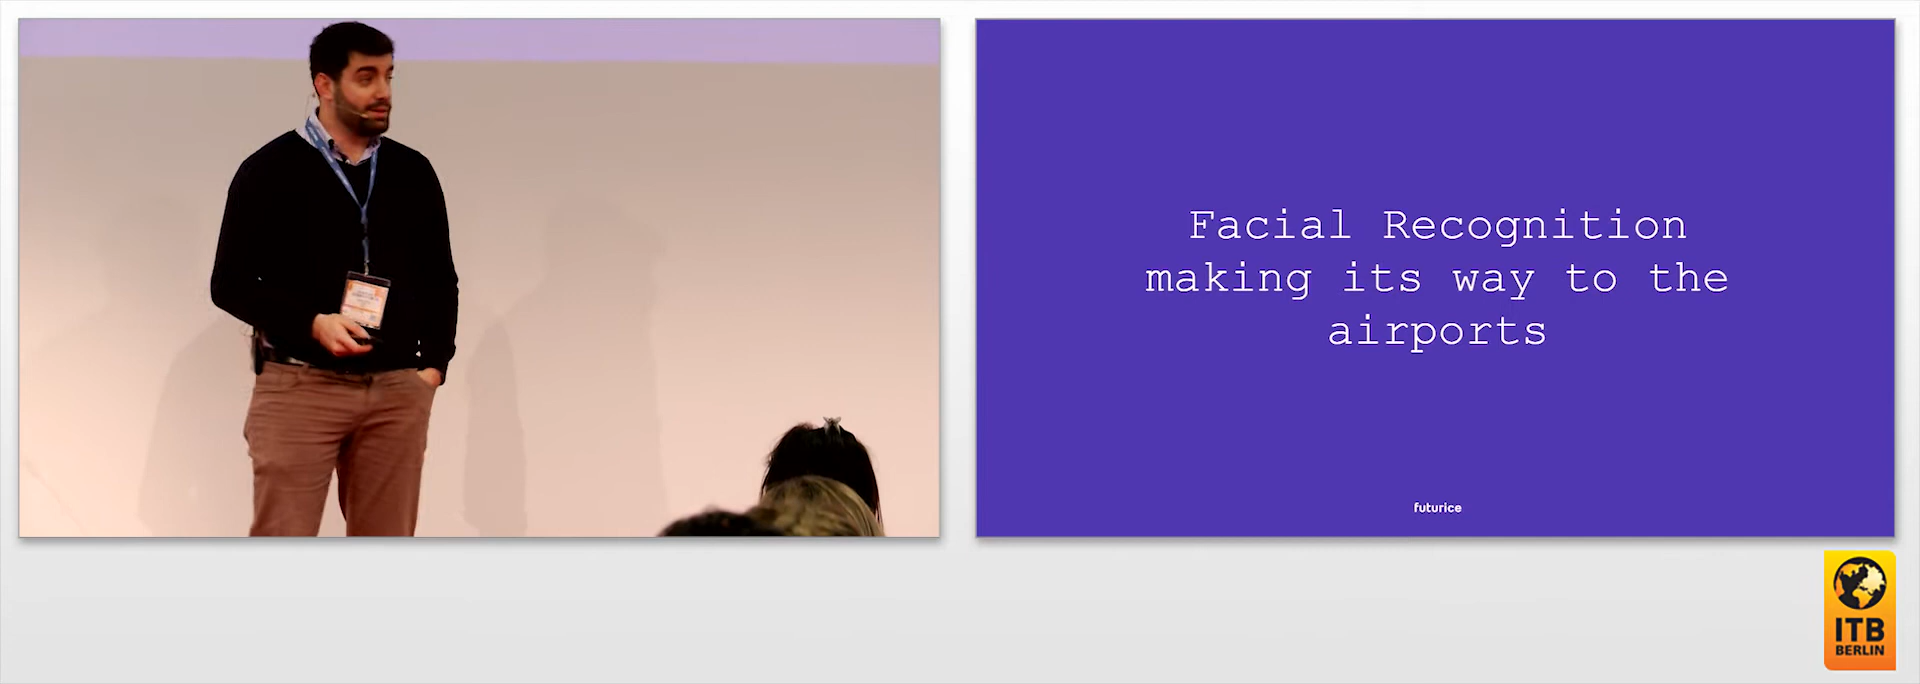 Facial Recognition
making its way to the
airports
futurice
ITB
BERLIN